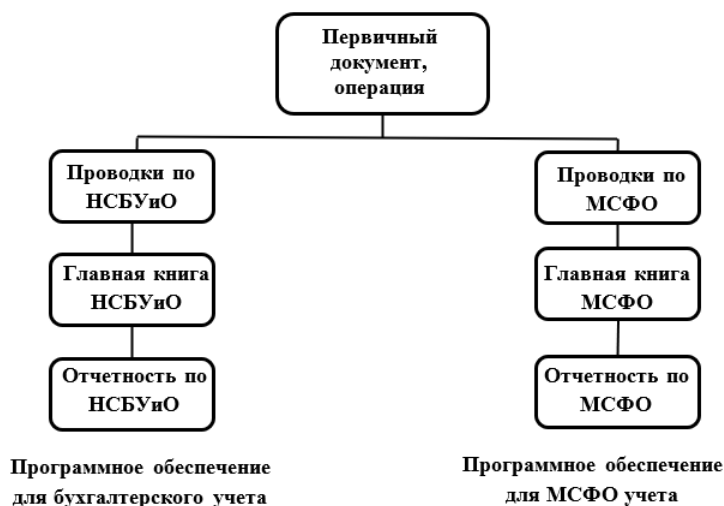 Первичный
документ,
операция
Проводки по
НСБУиО
Проводки по
МСФО
Главная книга
НСБУиО
Главная книга
МСФО
Отчетность по
НСБУиО
Отчетность по
МСФО
Программное обеспечение
для бухгалтерского учета
Программное обеспечение
для МСФО учета